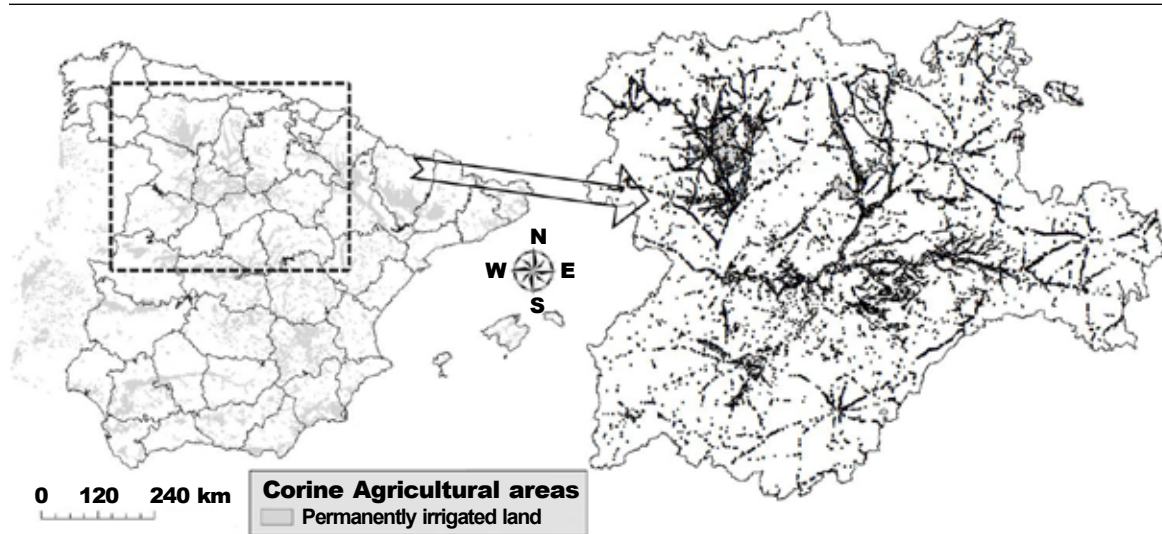 N
W E
S
0 120 240 km
Corine Agricultural areas
Permanently irrigated land